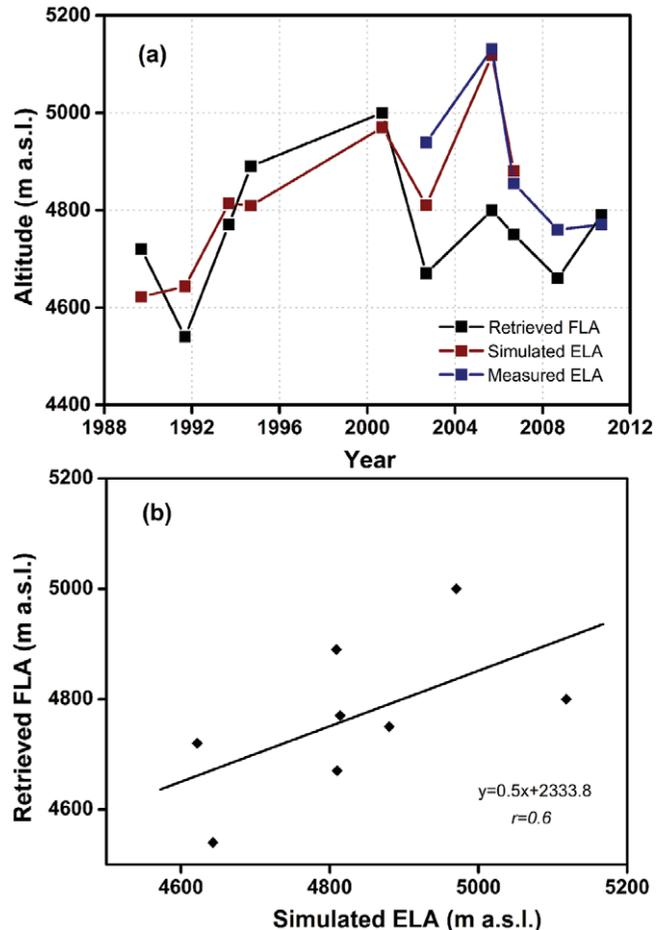 5200
(a)
5000
4800
4600
4400
Altitude (m a.s.l.)
Retrieved FLA
Simulated ELA
Measured ELA
1988 1992 1996 2000 2004 2008 2012
Year
5200
(b)
5000
4800
4600
Retrieved FLA (m a.s.l.)
y=0.5x+2333.8
r=0.6
4600 4800 5000 5200
Simulated ELA (m a.s.l.)